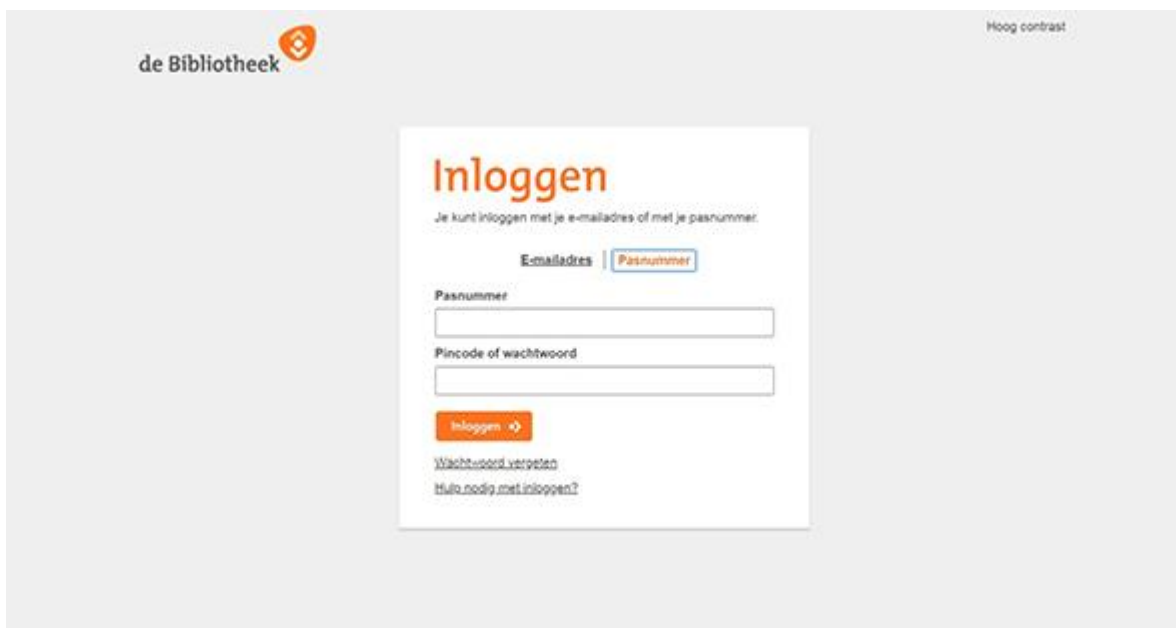 Hoog contrast
de Bibliotheek
Inloggen
Je kunt inloggen met je e-mailadres of met je pasnummer.
E-mailadres | Pasnummer
Pasnummer
Pincode of wachtwoord
Inloggen
Wachtwoord vergeten
Hulp nodig met inloggen?